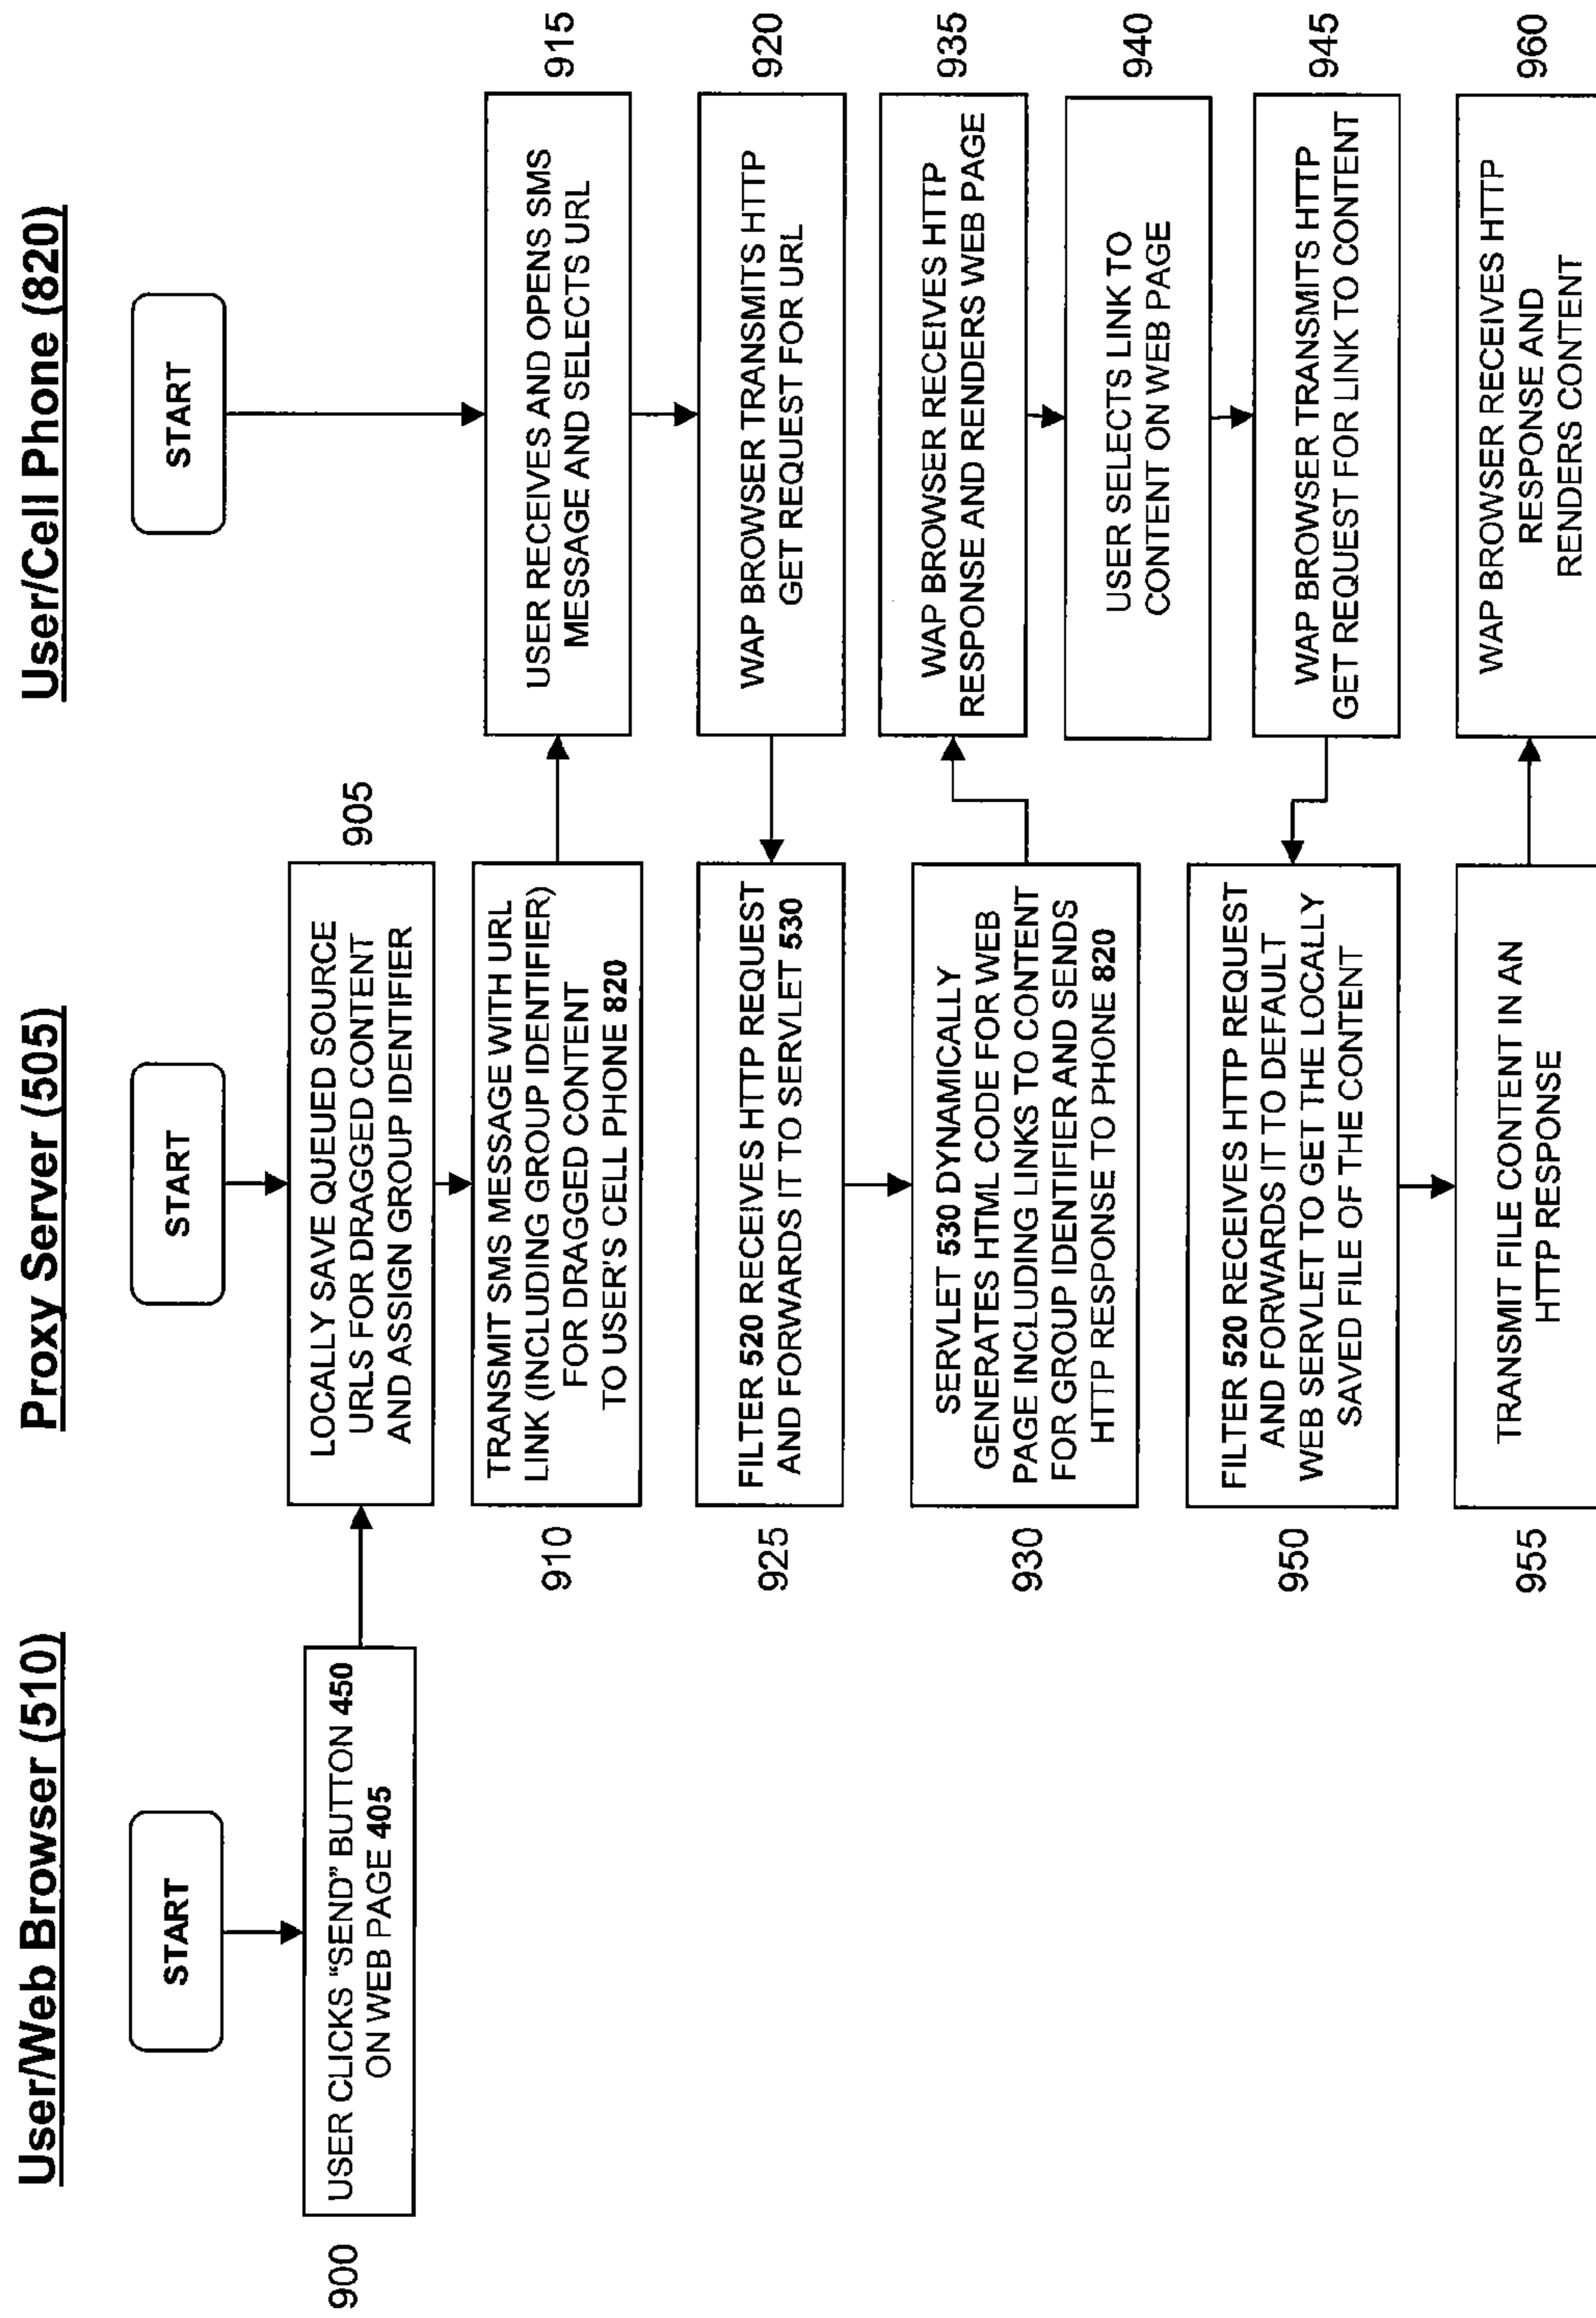 User/Web Browser (510)
START
900
USER CLICKS "SEND" BUTTON 450
ON WEB PAGE 405
Proxy Server (505)
START
905
LOCALLY SAVE QUEUED SOURCE
URLS FOR DRAGGED CONTENT
AND ASSIGN GROUP IDENTIFIER
910
TRANSMIT SMS MESSAGE WITH URL
LINK (INCLUDING GROUP IDENTIFIER)
FOR DRAGGED CONTENT
TO USER'S CELL PHONE 820
925
FILTER 520 RECEIVES HTTP REQUEST
AND FORWARDS IT TO SERVLET 530
930
SERVLET 530 DYNAMICALLY
GENERATES HTML CODE FOR WEB
PAGE INCLUDING LINKS TO CONTENT
FOR GROUP IDENTIFIER AND SENDS
HTTP RESPONSE TO PHONE 820
950
FILTER 520 RECEIVES HTTP REQUEST
AND FORWARDS IT TO DEFAULT
WEB SERVLET TO GET THE LOCALLY
SAVED FILE OF THE CONTENT
955
TRANSMIT FILE CONTENT IN AN
HTTP RESPONSE
User/Cell Phone (820)
START
USER RECEIVES AND OPENS SMS
MESSAGE AND SELECTS URL
915
WAP BROWSER TRANSMITS HTTP
GET REQUEST FOR URL
920
WAP BROWSER RECEIVES HTTP
RESPONSE AND RENDERS WEB PAGE
935
USER SELECTS LINK TO
CONTENT ON WEB PAGE
940
WAP BROWSER TRANSMITS HTTP
GET REQUEST FOR LINK TO CONTENT
945
WAP BROWSER RECEIVES HTTP
RESPONSE AND
RENDERS CONTENT
960